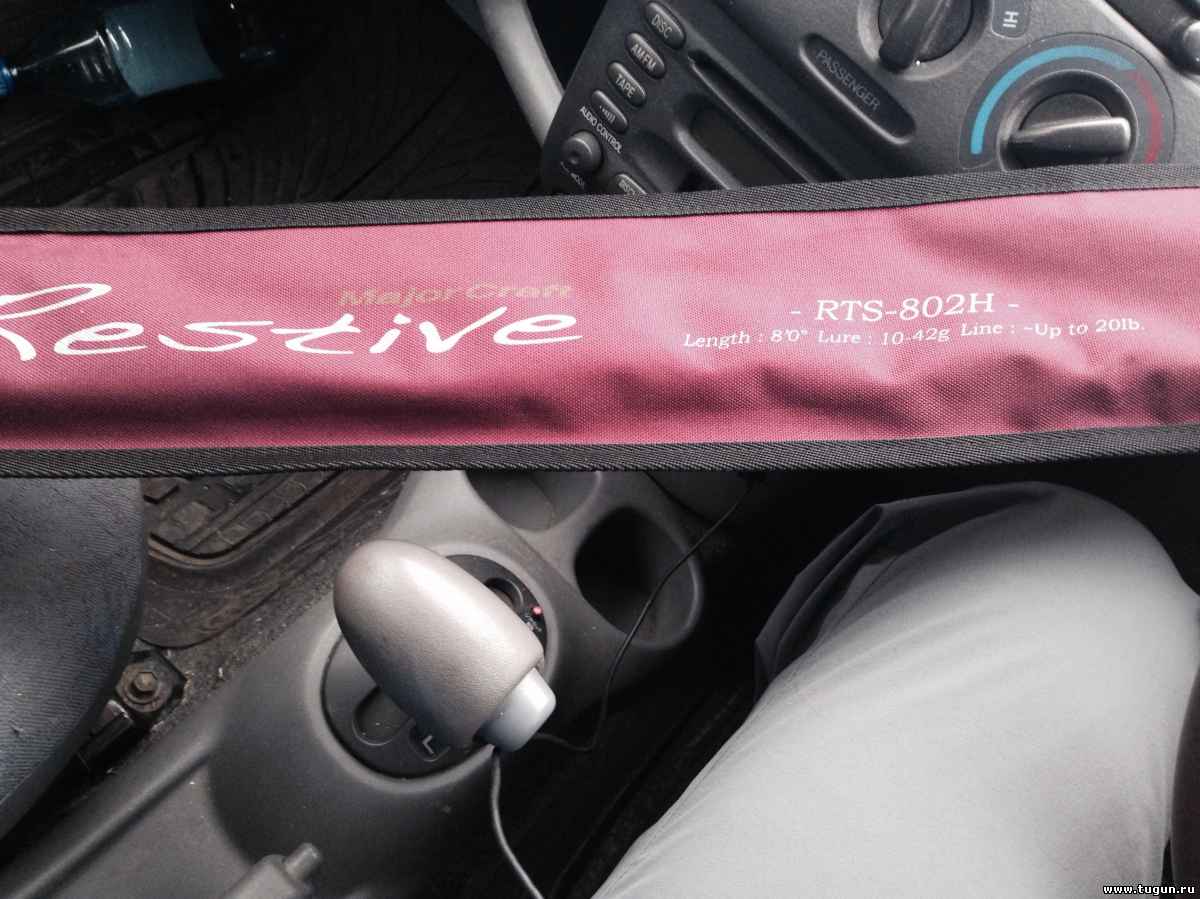 DISC
AM·FM
TAPE
AUDIO CONTROL
HI
PASSENGER
Major Craft
Restive
- RTS-802H -
Length : 8'0" Lure : 10-42g Line : ~Up to 20lb.
L
www.tugun.ru